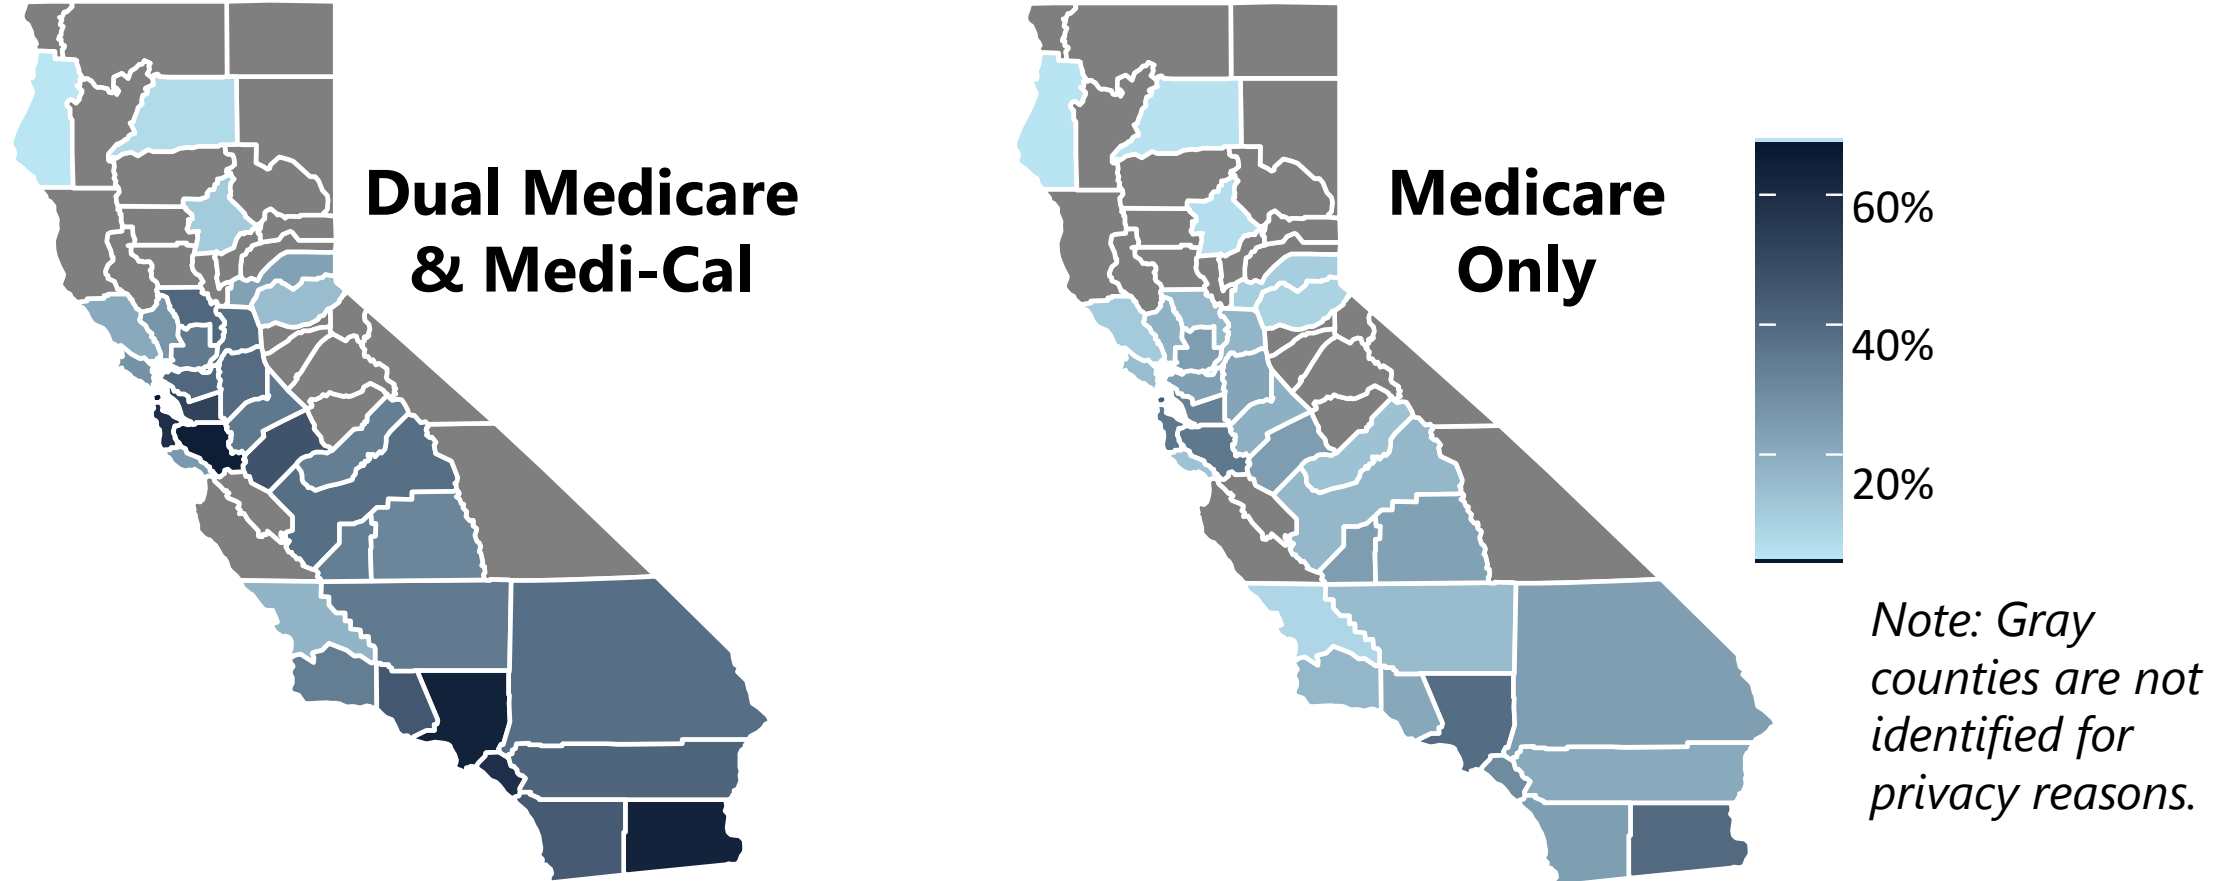 Dual Medicare
& Medi-Cal
Medicare
Only
60%
40%
20%
Note: Gray
counties are not
identified for
privacy reasons.